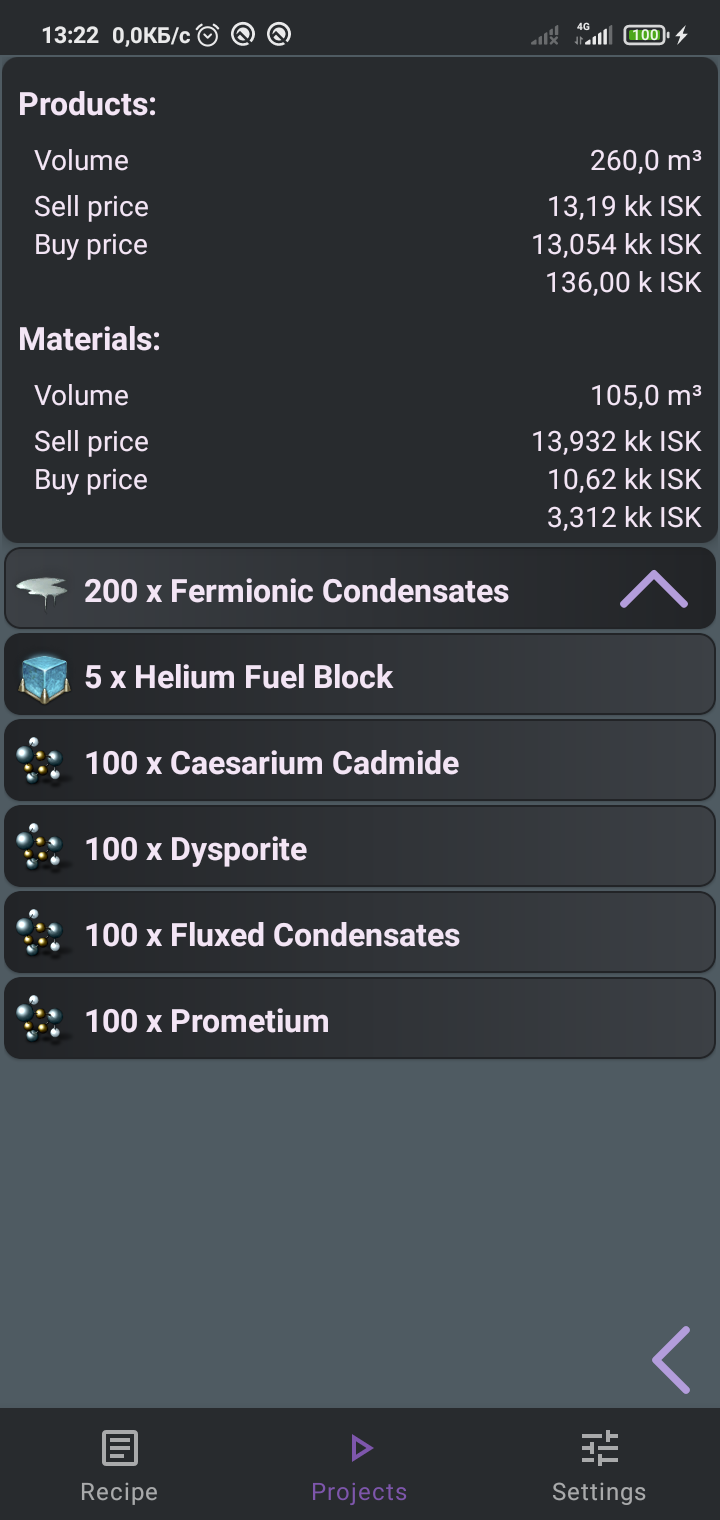 13:22 0,0КБ/с 4G 100
Products:
Volume 260,0 m³
Sell price 13,19 kk ISK
Buy price 13,054 kk ISK
136,00 k ISK
Materials:
Volume 105,0 m³
Sell price 13,932 kk ISK
Buy price 10,62 kk ISK
3,312 kk ISK
200 x Fermionic Condensates
5 x Helium Fuel Block
100 x Caesarium Cadmide
100 x Dysporite
100 x Fluxed Condensates
100 x Prometium
Recipe Projects Settings